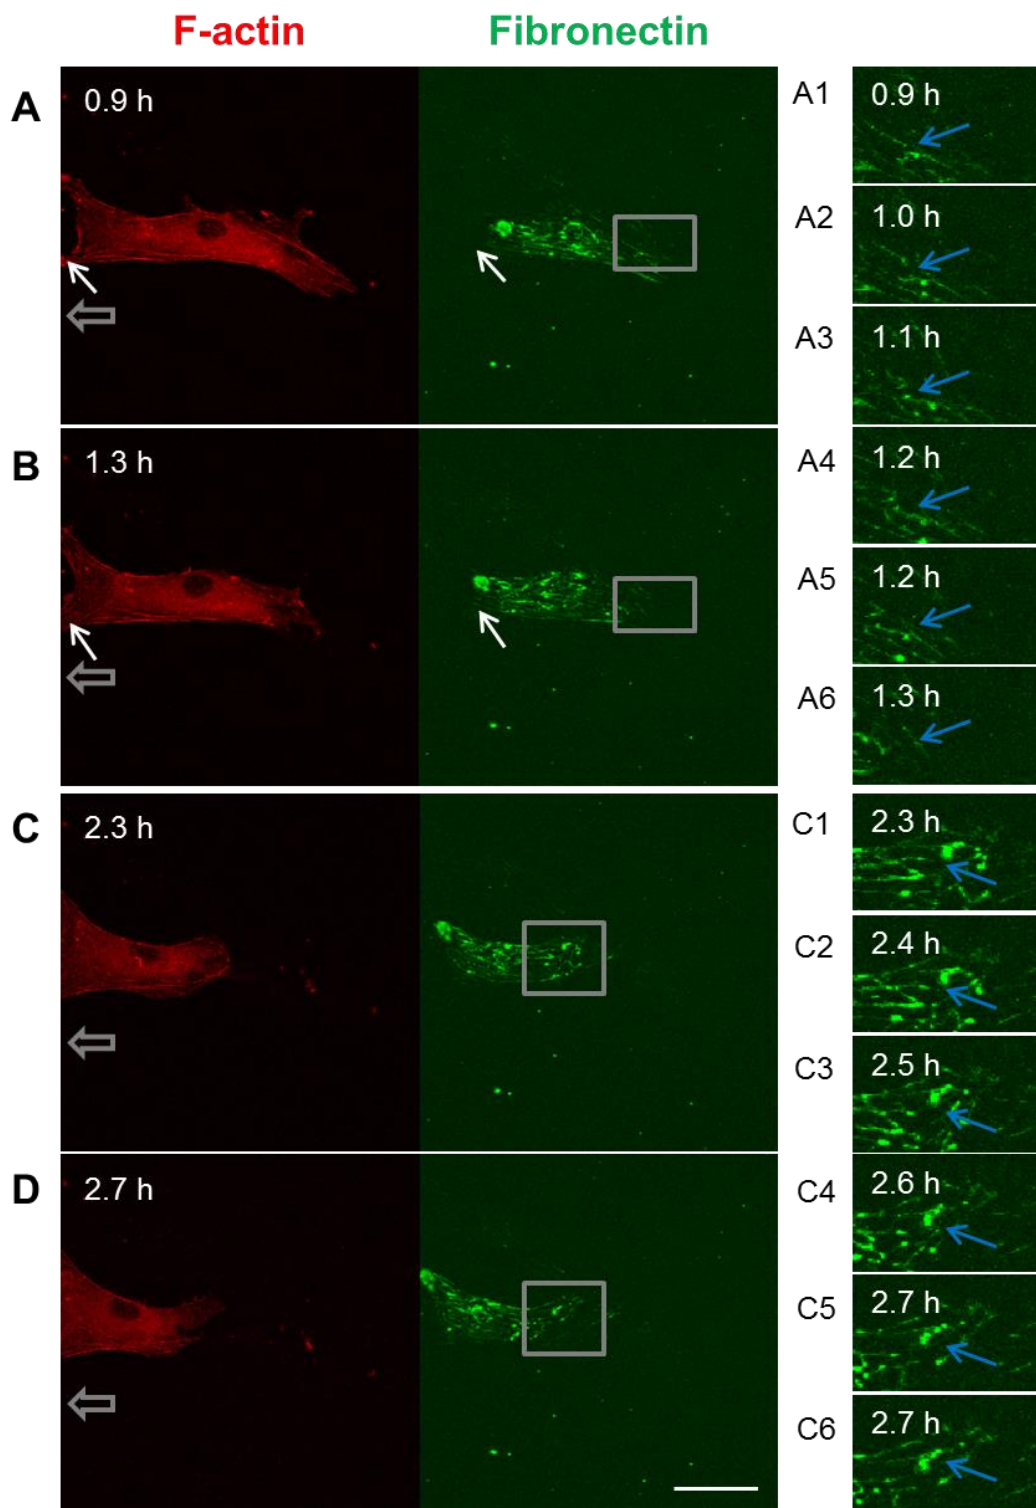 F-actin Fibronectin
A 0.9 h
A1 0.9 h
A2 1.0 h
A3 1.1 h
B 1.3 h
A4 1.2 h
A5 1.2 h
A6 1.3 h
C 2.3 h
C1 2.3 h
C2 2.4 h
C3 2.5 h
D 2.7 h
C4 2.6 h
C5 2.7 h
C6 2.7 h